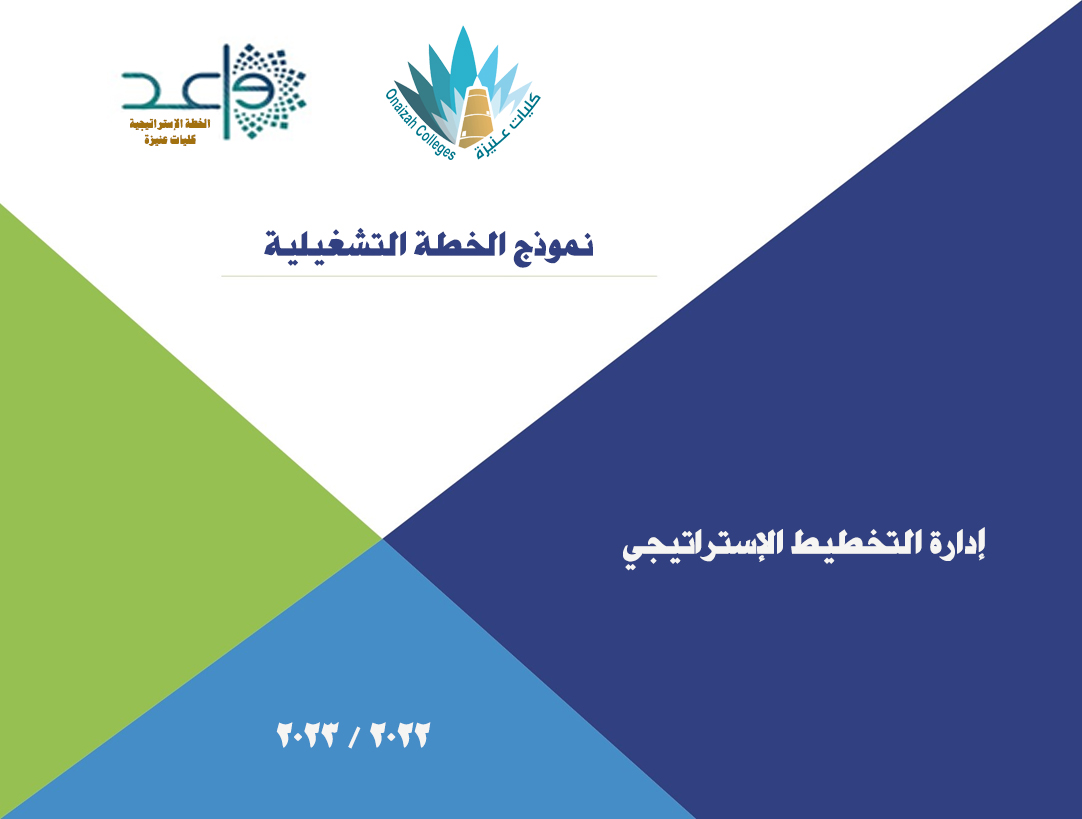 واعد
الخطة الإستراتيجية
كليات عنيزة
Onaizah Colleges
كليات عنيزة
نموذج الخطة التشغيلية
إدارة التخطيط الإستراتيجي
٢٠٢٢ / ٢٠٢٣